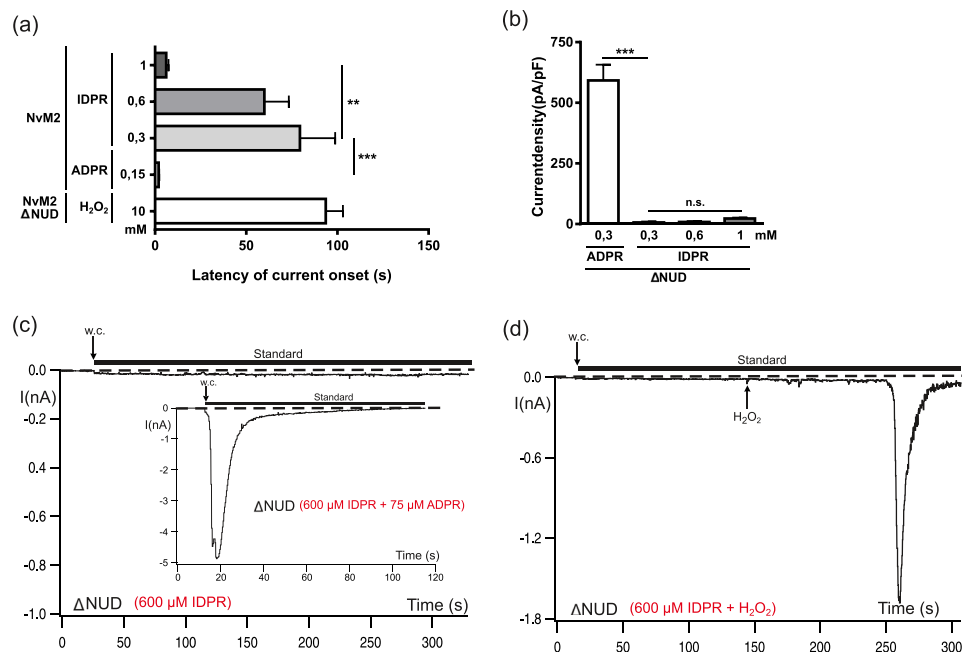 (a)
NvM2
IDPR
1
0,6
0,3
**
ADPR
0,15
***
NvM2
ΔNUD
H₂O₂
10
mM
0 50 100 150
Latency of current onset (s)
(b)
Currentdensity(pA/pF)
750
500
250
0
***
n.s.
0,3 0,3 0,6 1 mM
ADPR IDPR
ΔNUD
(c)
w.c.
Standard
0.0
I(nA)
-0.2
-0.4
-0.6
-0.8
-1.0
w.c.
Standard
0
I(nA)
-1
-2
-3
-4
-5
ΔNUD (600 µM IDPR + 75 µM ADPR)
Time (s)
0 20 40 60 80 100 120
ΔNUD (600 µM IDPR)
Time (s)
0 50 100 150 200 250 300
(d)
w.c.
Standard
0.0
I(nA)
H₂O₂
-0.6
-1.2
-1.8
ΔNUD (600 µM IDPR + H₂O₂)
Time (s)
0 50 100 150 200 250 300